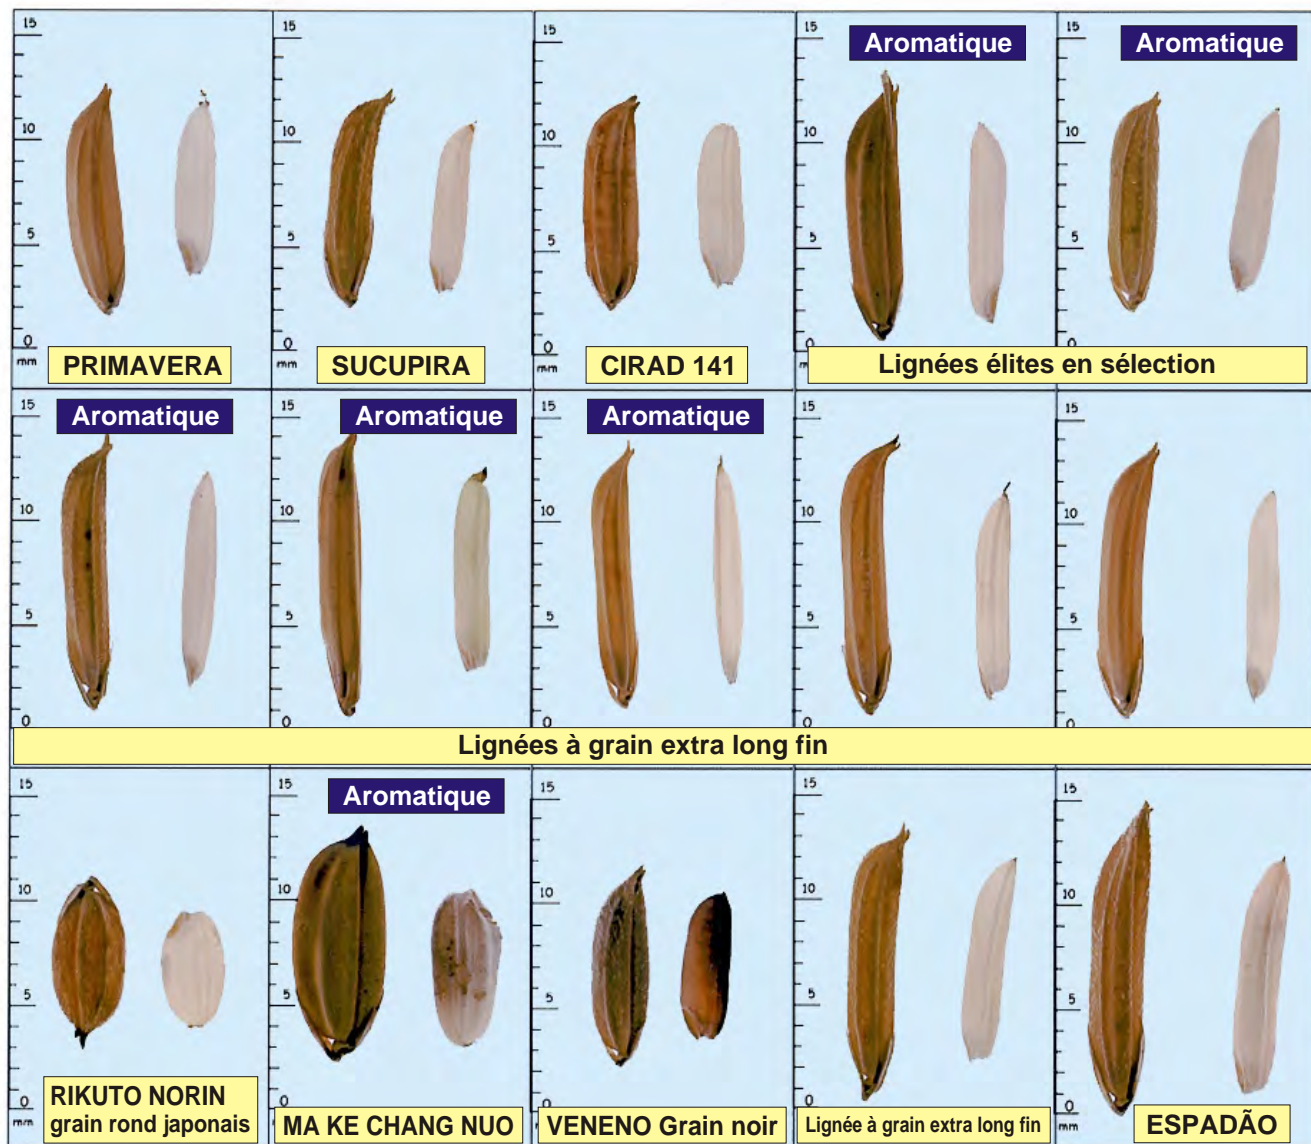 15
10
5
0
mm
PRIMAVERA
15
10
5
0
mm
SUCUPIRA
15
10
5
0
mm
CIRAD 141
Aromatique
15
10
5
0
Aromatique
15
10
5
0
Lignées élites en sélection
Aromatique
15
10
5
0
Aromatique
15
10
5
0
Aromatique
15
10
5
0
15
10
5
0
15
10
5
0
Lignées à grain extra long fin
15
10
5
0
mm
RIKUTO NORIN
grain rond japonais
Aromatique
15
10
5
0
MA KE CHANG NUO
15
10
5
0
VENENO Grain noir
15
10
5
0
Lignée à grain extra long fin
15
10
5
0
mm
ESPADÃO